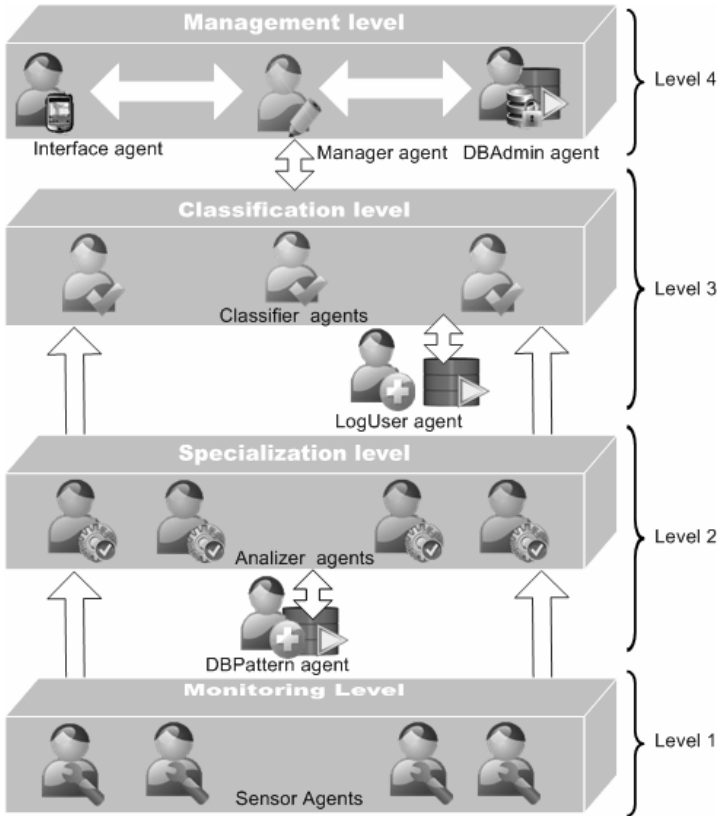 Management level
Level 4
Interface agent
Manager agent
DBAdmin agent
Classification level
Level 3
Classifier agents
LogUser agent
Specialization level
Level 2
Analizer agents
DBPattern agent
Monitoring Level
Level 1
Sensor Agents